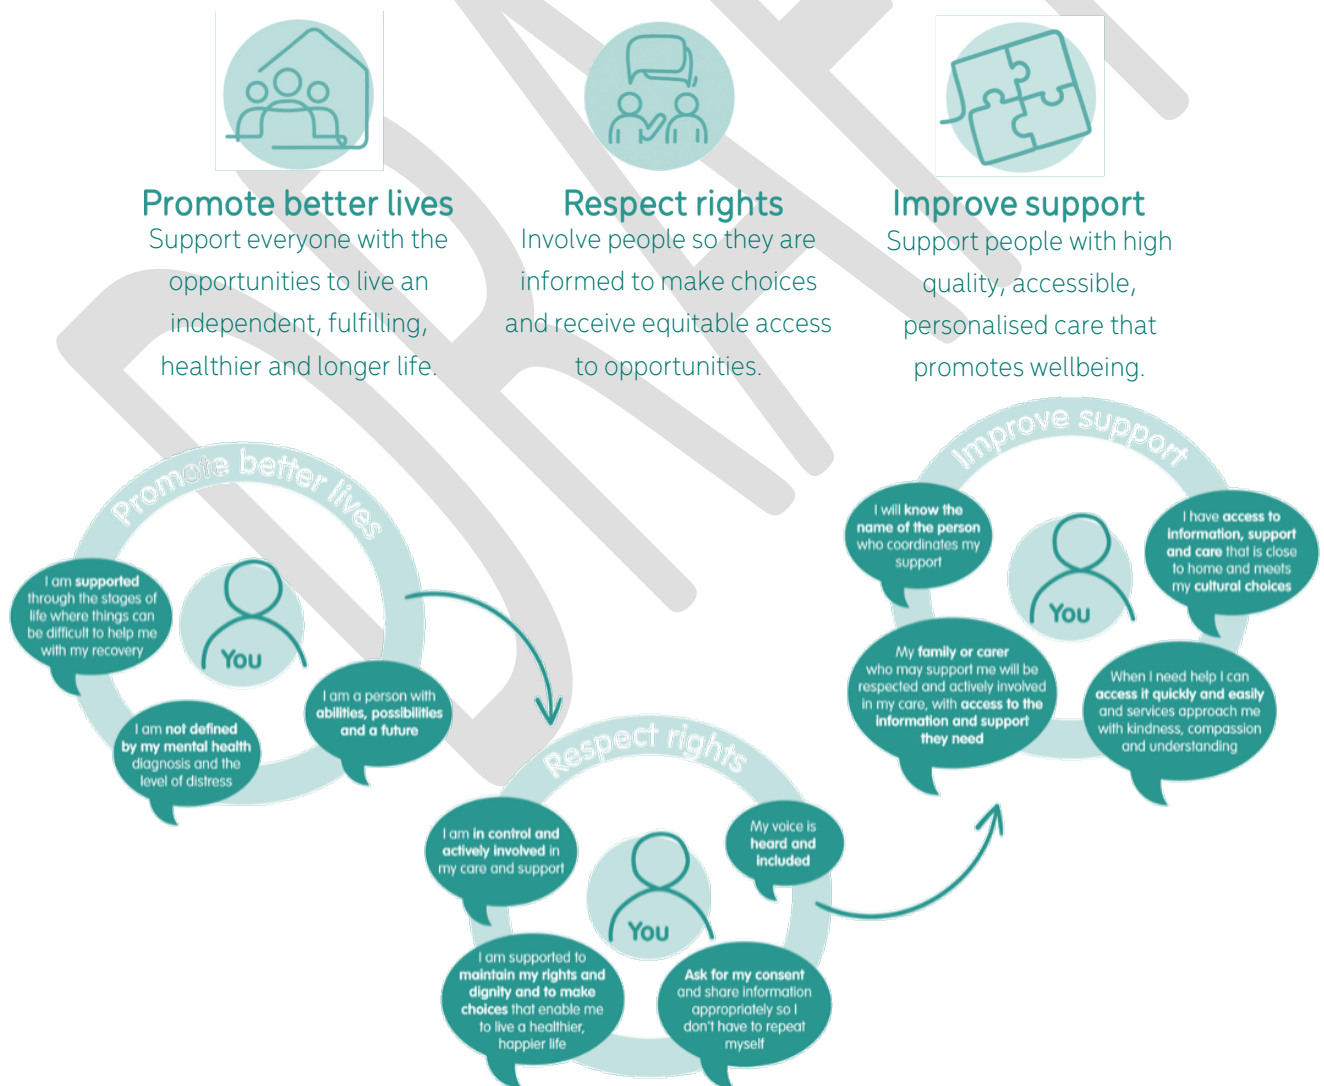 DRAFT
Promote better lives
Support everyone with the
opportunities to live an
independent, fulfilling,
healthier and longer life.
Respect rights
Involve people so they are
informed to make choices
and receive equitable access
to opportunities.
Improve support
Support people with high
quality, accessible,
personalised care that
promotes wellbeing.
Promote better lives
I am supported
through the stages of
life where things can
be difficult to help me
with my recovery
You
I am a person with
abilities, possibilities
and a future
I am not defined
by my mental health
diagnosis and the
level of distress
Respect rights
I am in control and
actively involved in
my care and support
My voice is
heard and
included
You
I am supported to
maintain my rights and
dignity and to make
choices that enable me
to live a healthier,
happier life
Ask for my consent
and share information
appropriately so I
don't have to repeat
myself
Improve support
I will know the
name of the person
who coordinates my
support
I have access to
information, support
and care that is close
to home and meets
my cultural choices
You
My family or carer
who may support me will be
respected and actively involved
in my care, with access to the
information and support
they need
When I need help I can
access it quickly and easily
and services approach me
with kindness, compassion
and understanding